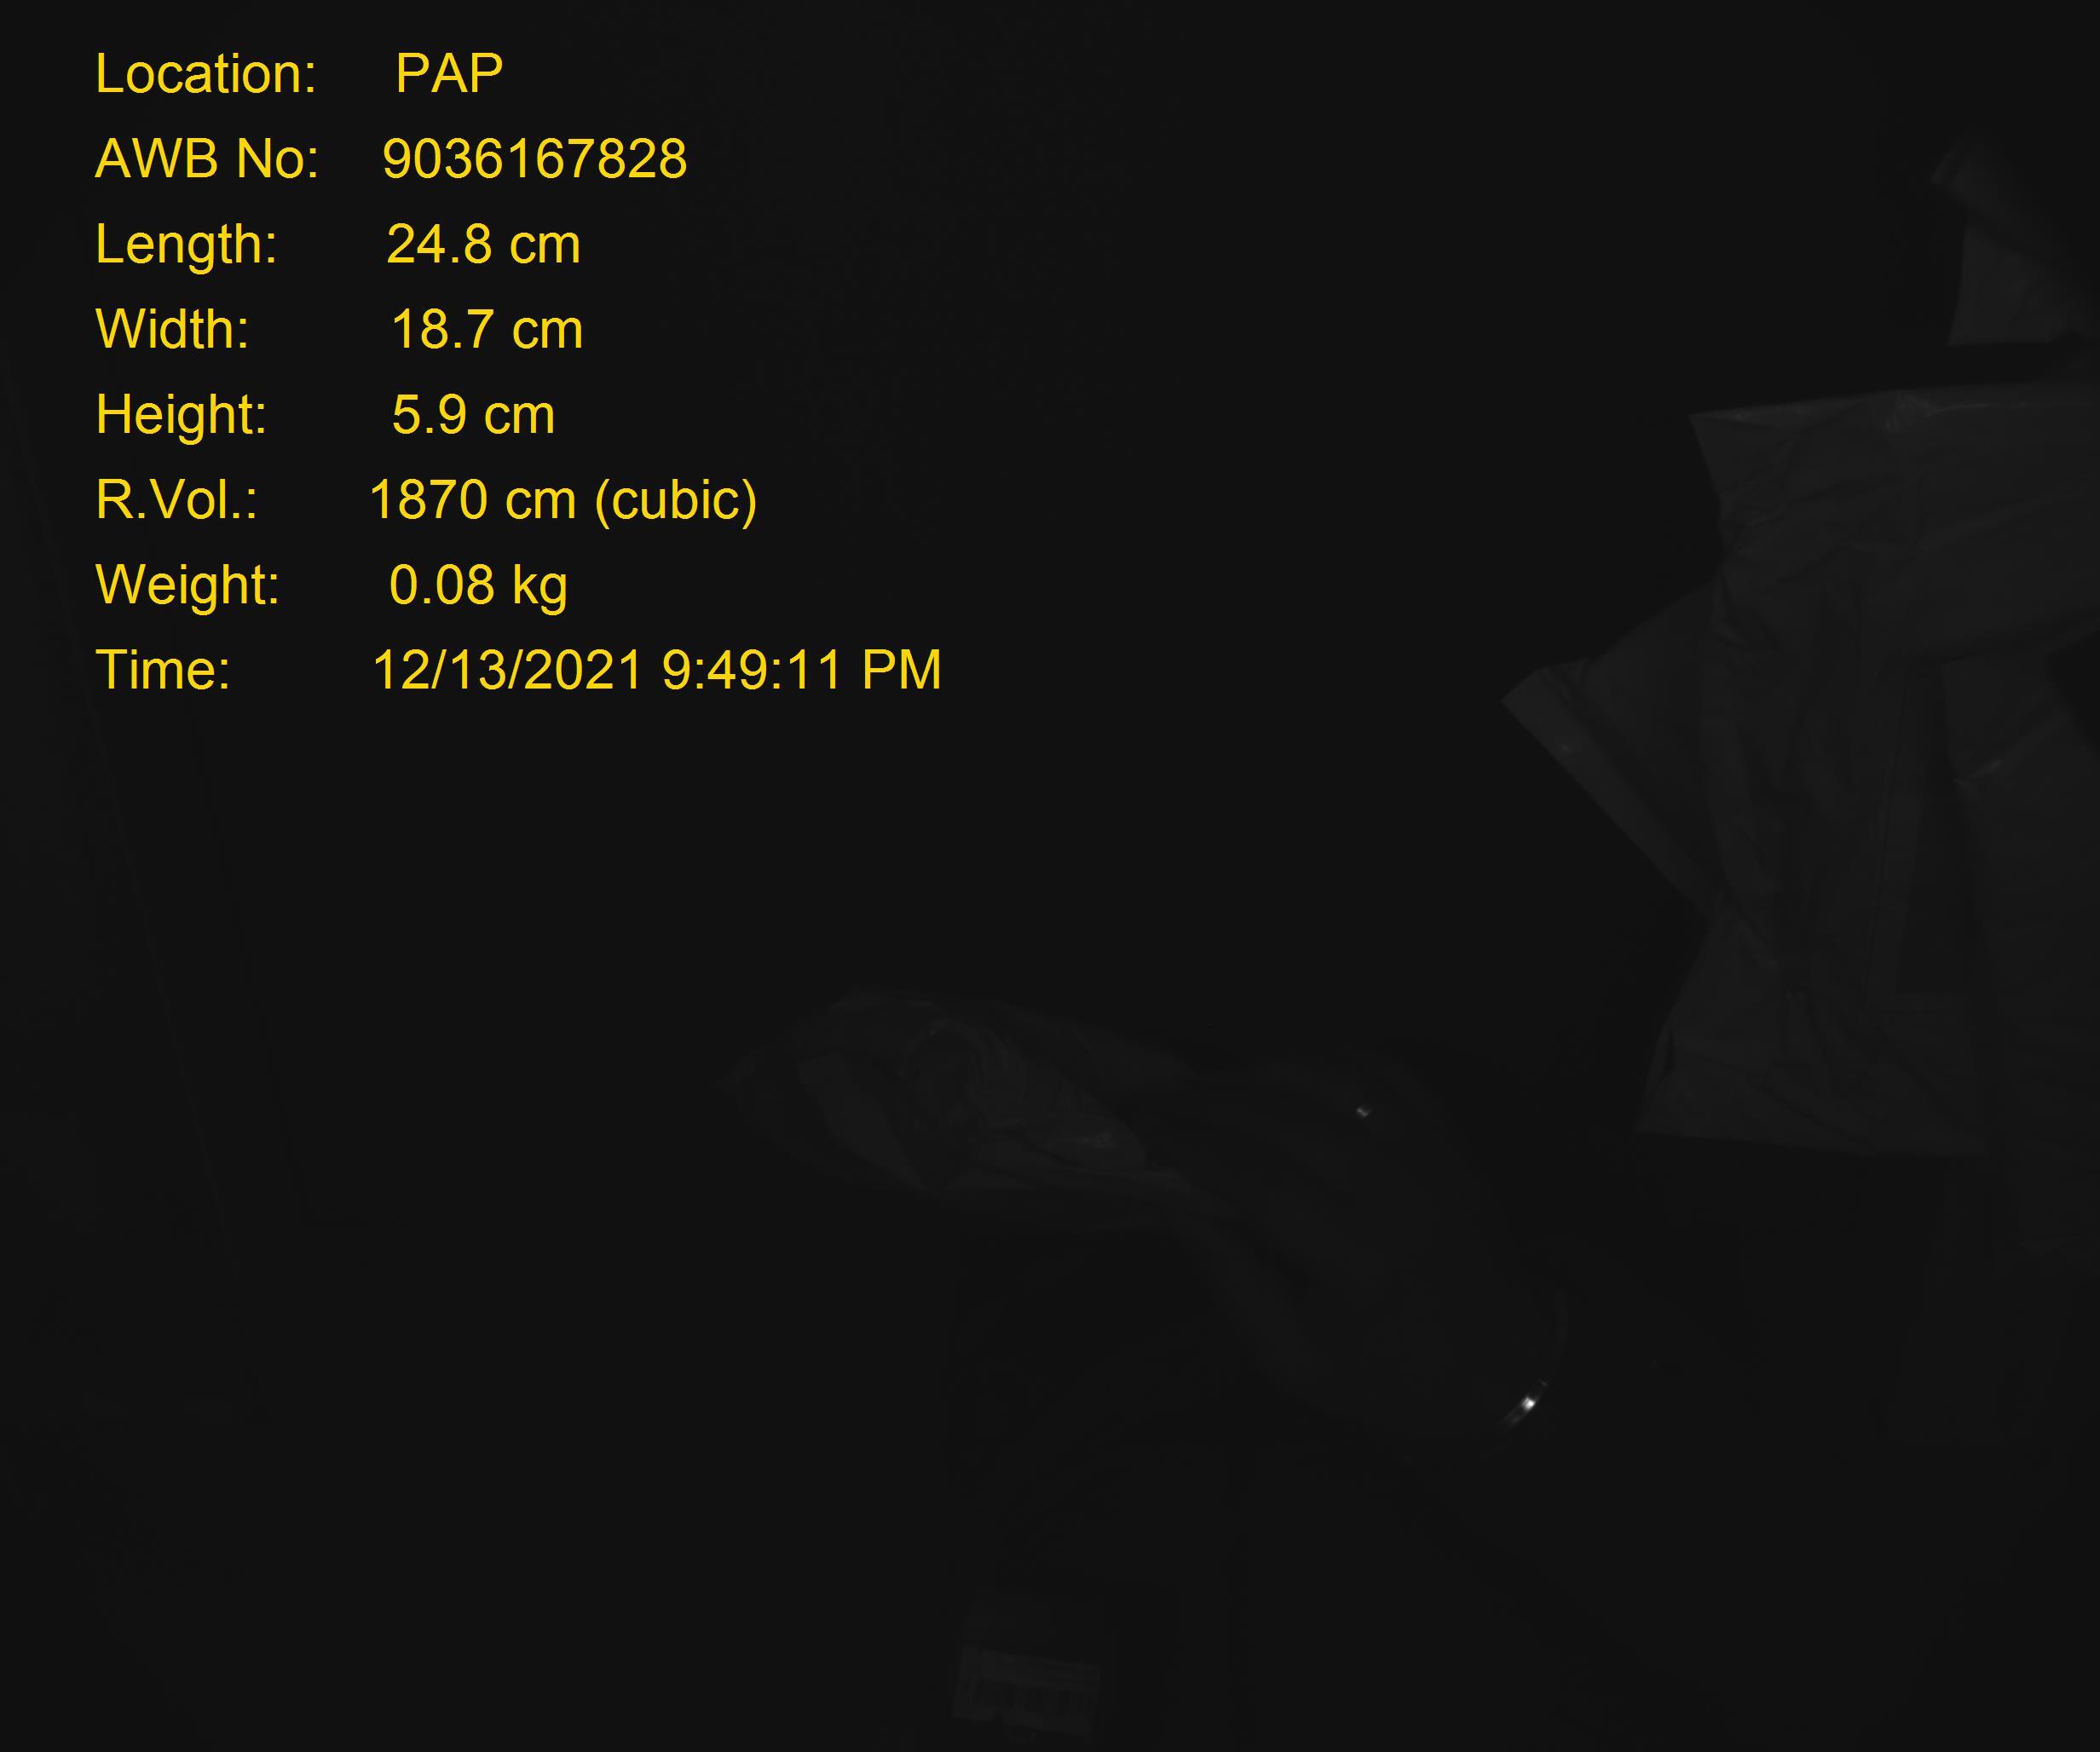 Location: PAP
AWB No: 9036167828
Length: 24.8 cm
Width: 18.7 cm
Height: 5.9 cm
R.Vol.: 1870 cm (cubic)
Weight: 0.08 kg
Time: 12/13/2021 9:49:11 PM